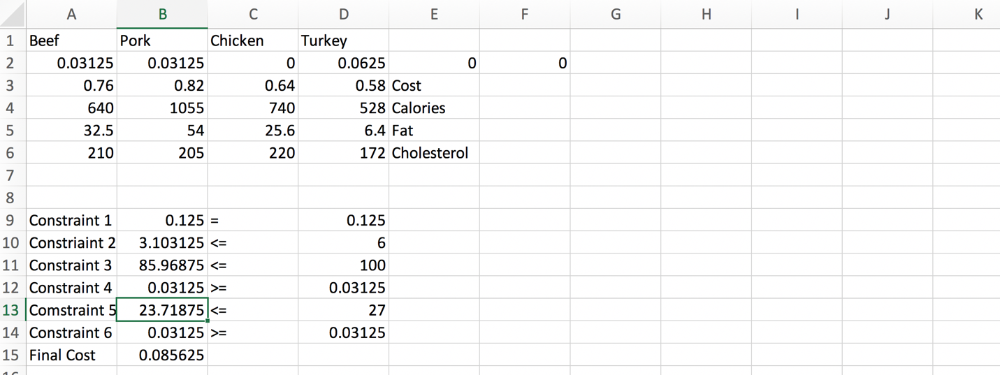 A B C D E F G H I J K
1 Beef Pork Chicken Turkey
2 0.03125 0.03125 0 0.0625 0 0
3 0.76 0.82 0.64 0.58 Cost
4 640 1055 740 528 Calories
5 32.5 54 25.6 6.4 Fat
6 210 205 220 172 Cholesterol
7
8
9 Constraint 1 0.125 = 0.125
10 Constriaint 2 3.103125 <= 6
11 Constraint 3 85.96875 <= 100
12 Constraint 4 0.03125 >= 0.03125
13 Comstraint 5 23.71875 <= 27
14 Constraint 6 0.03125 >= 0.03125
15 Final Cost 0.085625